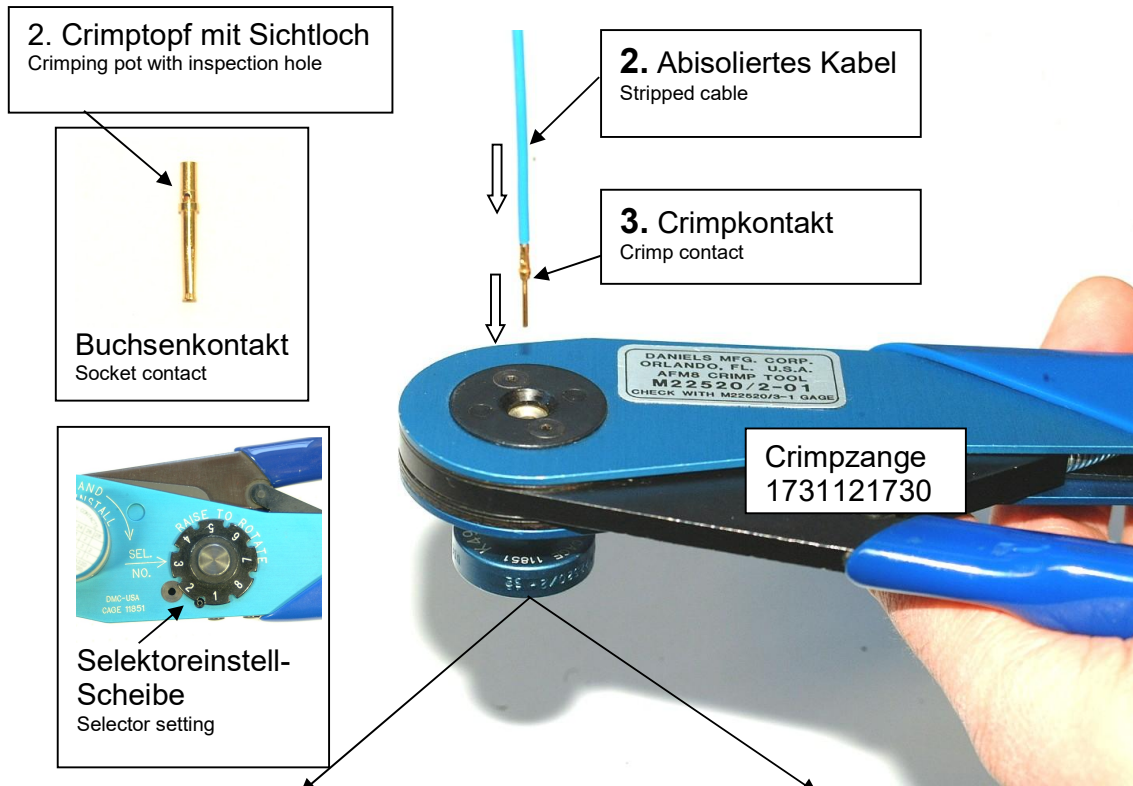 2. Crimptopf mit Sichtloch
Crimping pot with inspection hole
2. Abisoliertes Kabel
Stripped cable
3. Crimpkontakt
Crimp contact
Buchsenkontakt
Socket contact
DANIELS MFG. CORP.
ORLANDO, FL. U.S.A.
AFM8 CRIMP TOOL
M22520/2-01
CHECK WITH M22520/3-1 GAGE
Crimpzange
1731121730
K40
11851
AND
INSTALL
RAISE TO ROTATE
SEL.
NO.
1 2 3 4 5 6 7 8
DMC-USA
CAGE 11851
Selektoreinstell-
Scheibe
Selector setting